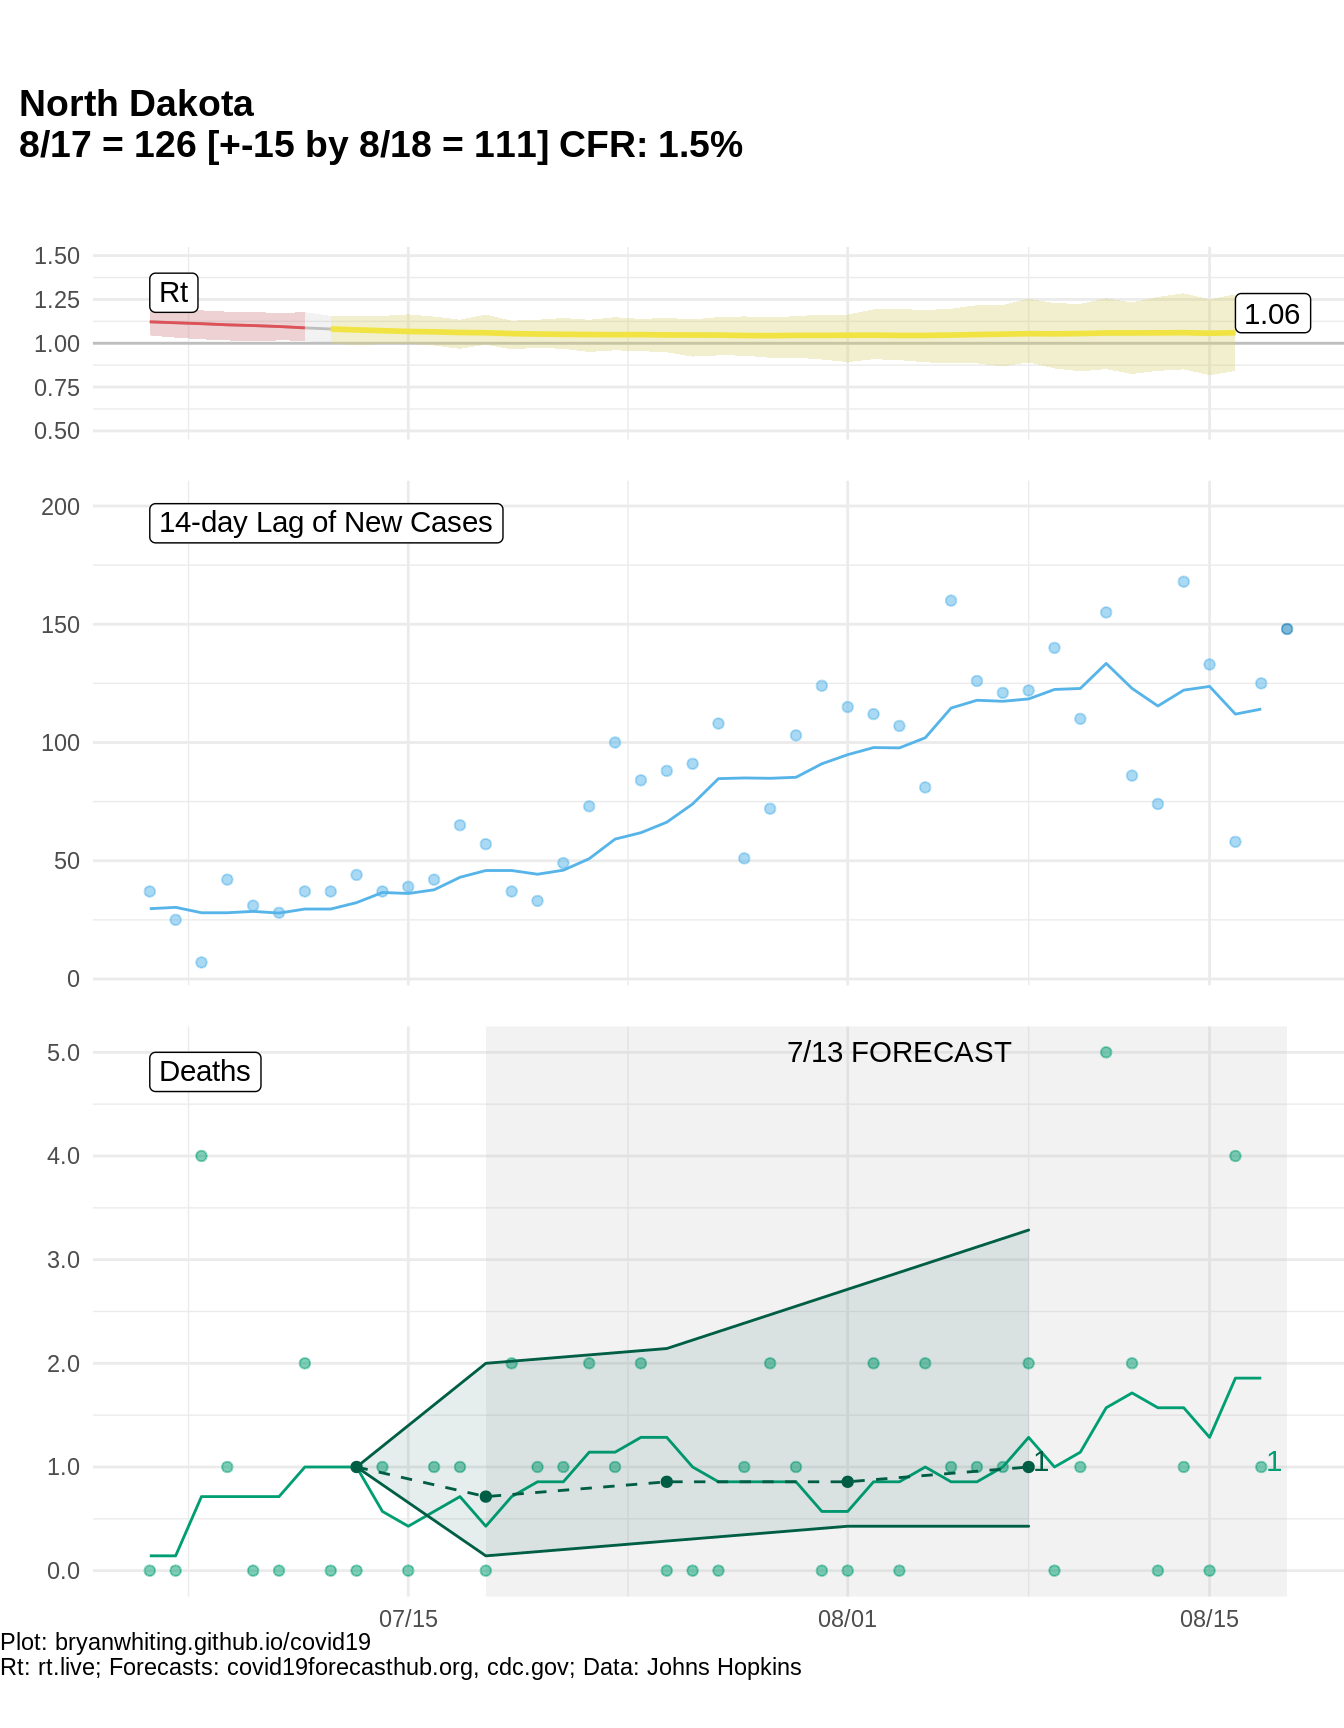 North Dakota
8/17 = 126 [+-15 by 8/18 = 111] CFR: 1.5%
1.50
1.25
1.00
0.75
0.50
Rt
1.06
200
150
100
50
0
14-day Lag of New Cases
5.0
4.0
3.0
2.0
1.0
0.0
Deaths
7/13 FORECAST
1
1
07/15
08/01
08/15
Plot: bryanwhiting.github.io/covid19
Rt: rt.live; Forecasts: covid19forecasthub.org, cdc.gov; Data: Johns Hopkins